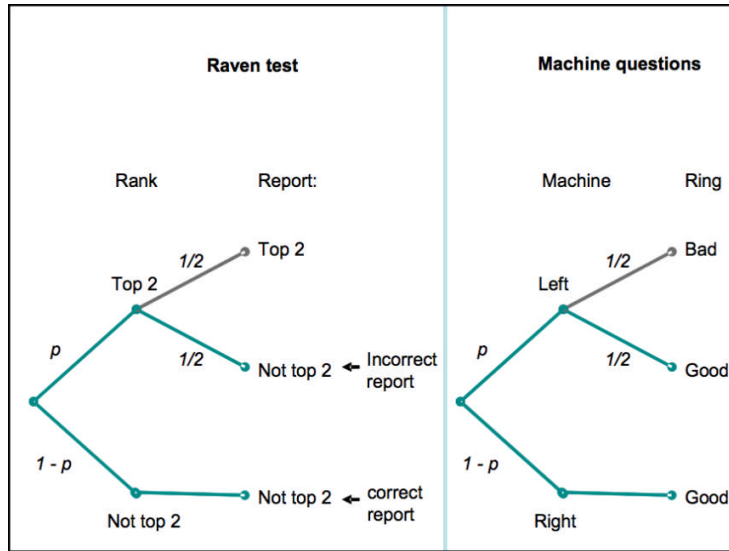 Raven test
Machine questions
Rank
Report:
Machine
Ring
1/2
Top 2
Top 2
1/2
Bad
Left
p
1/2
Not top 2
Incorrect
report
p
1/2
Good
1 - p
Not top 2
correct
report
Not top 2
1 - p
Good
Right